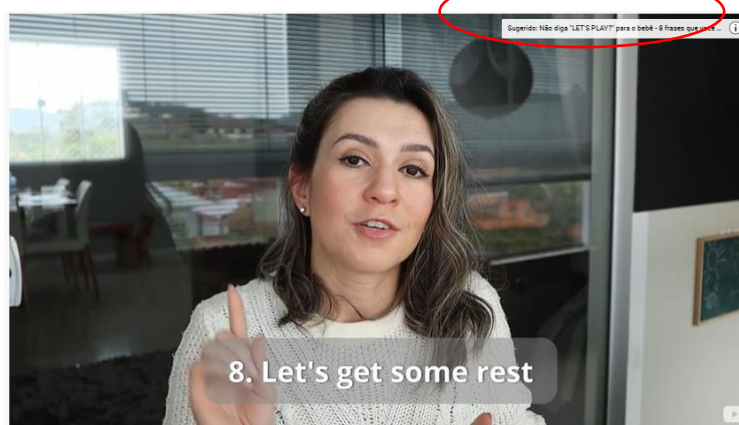 Sugerido: Não diga "LET'S PLAY?" para o bebê - 8 frases que você ...
8. Let's get some rest